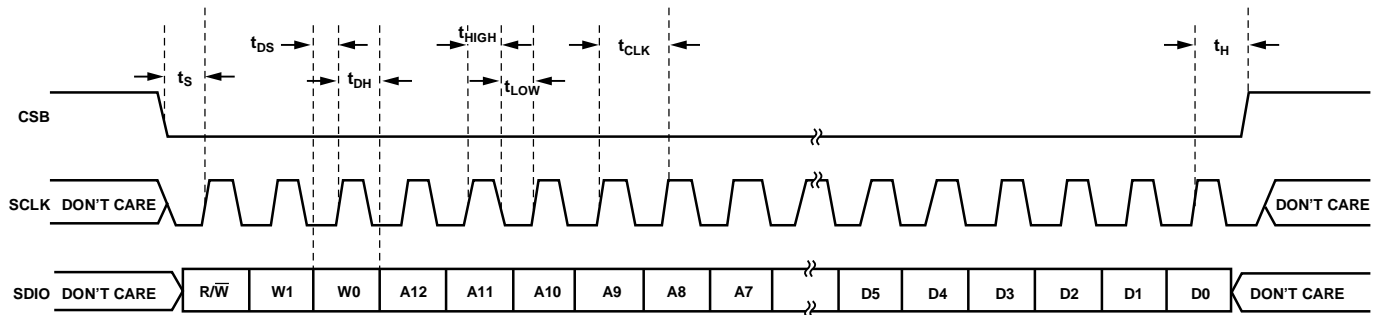 tDS
tHIGH
tCLK
tH
tS
tDH
tLOW
CSB
SCLK DON'T CARE
DON'T CARE
SDIO DON'T CARE R/W̅ W1 W0 A12 A11 A10 A9 A8 A7 D5 D4 D3 D2 D1 D0 DON'T CARE